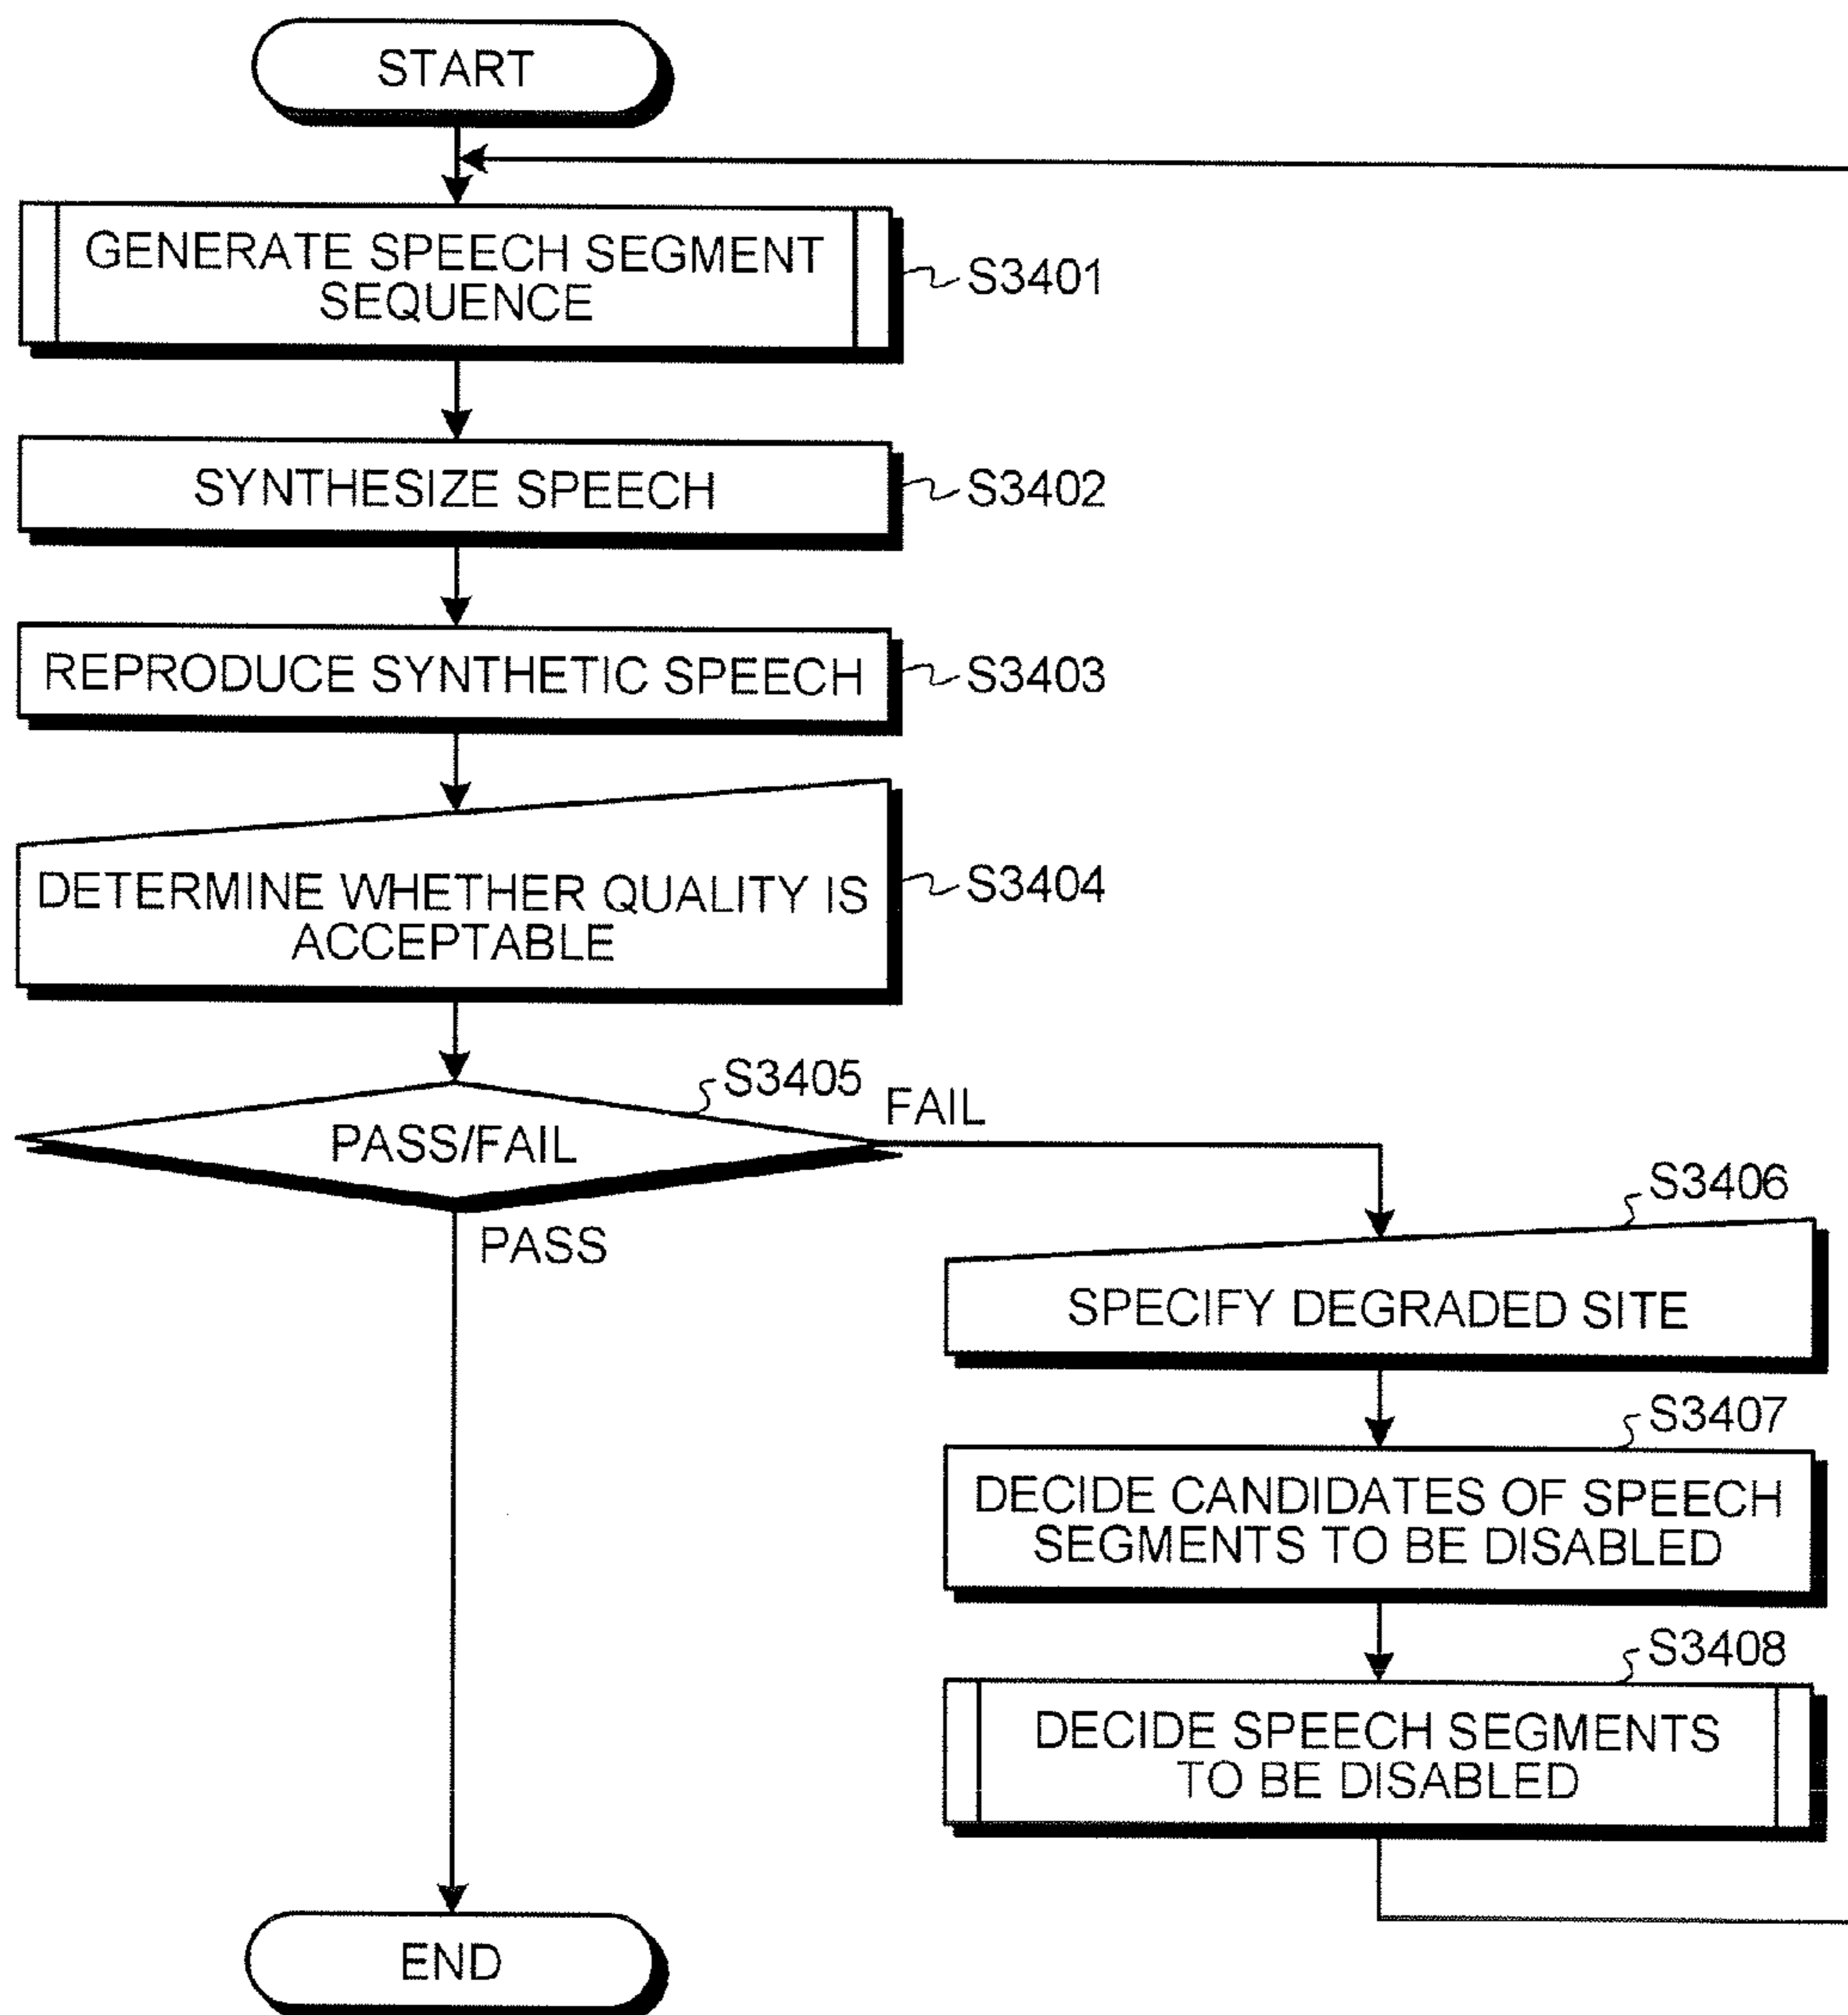 START
GENERATE SPEECH SEGMENT
SEQUENCE
S3401
SYNTHESIZE SPEECH
S3402
REPRODUCE SYNTHETIC SPEECH
S3403
DETERMINE WHETHER QUALITY IS
ACCEPTABLE
S3404
S3405
PASS/FAIL
FAIL
PASS
S3406
SPECIFY DEGRADED SITE
S3407
DECIDE CANDIDATES OF SPEECH
SEGMENTS TO BE DISABLED
S3408
DECIDE SPEECH SEGMENTS
TO BE DISABLED
END